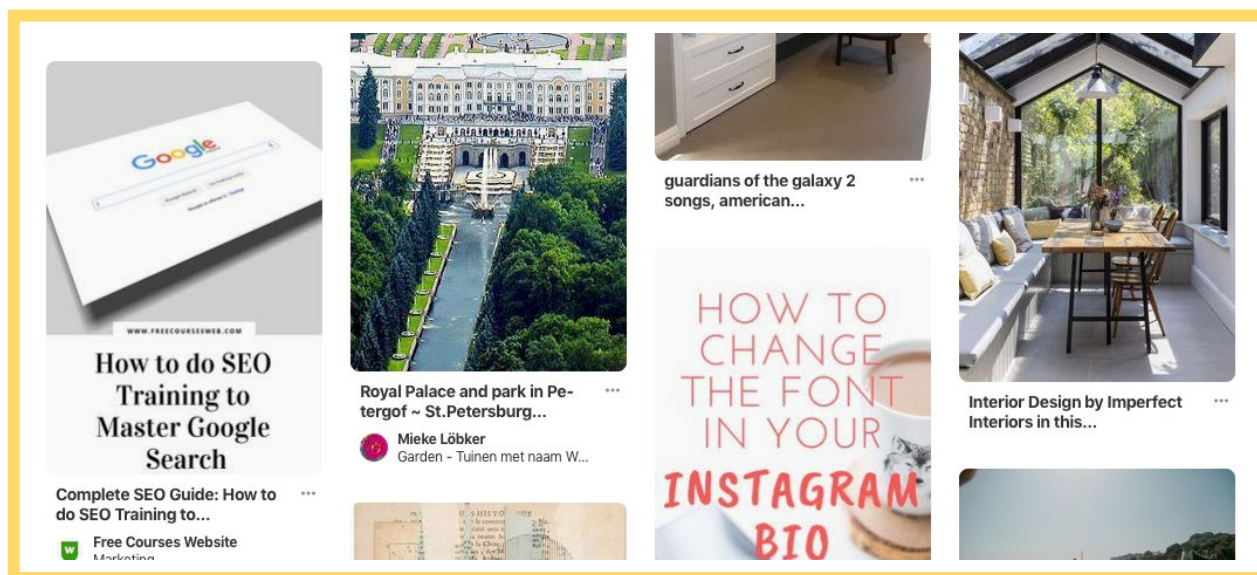 Google
WWW.FREECOURSESWEB.COM
How to do SEO
Training to
Master Google
Search
Complete SEO Guide: How to
do SEO Training to...
Free Courses Website
Marketing
Royal Palace and park in Pe-
tergof ~ St.Petersburg...
Mieke Löbker
Garden - Tuinen met naam W...
guardians of the galaxy 2
songs, american...
HOW TO
CHANGE
THE FONT
IN YOUR
INSTAGRAM
BIO
Interior Design by Imperfect
Interiors in this...